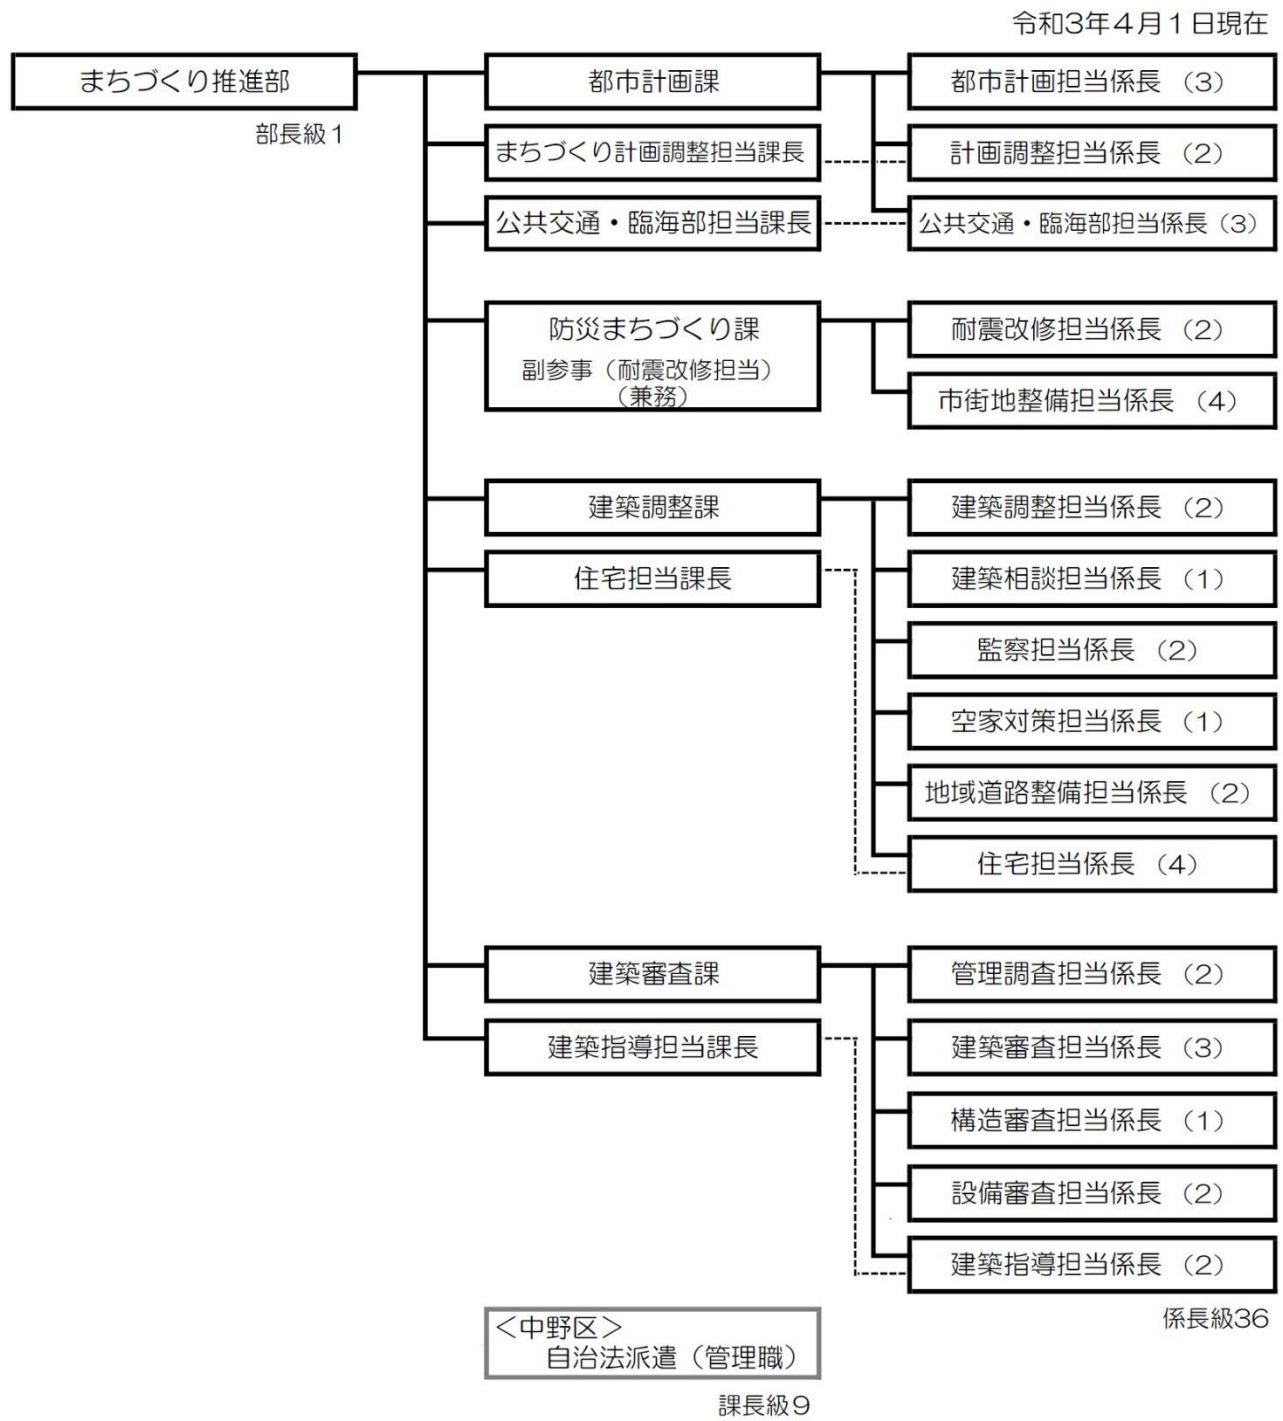 令和3年4月1日現在
まちづくり推進部
部長級1
都市計画課
都市計画担当係長 (3)
まちづくり計画調整担当課長
計画調整担当係長 (2)
公共交通・臨海部担当課長
公共交通・臨海部担当係長 (3)
防災まちづくり課
副参事(耐震改修担当)
(兼務)
耐震改修担当係長 (2)
市街地整備担当係長 (4)
建築調整課
建築調整担当係長 (2)
住宅担当課長
建築相談担当係長 (1)
監察担当係長 (2)
空家対策担当係長 (1)
地域道路整備担当係長 (2)
住宅担当係長 (4)
建築審査課
管理調査担当係長 (2)
建築指導担当課長
建築審査担当係長 (3)
構造審査担当係長 (1)
設備審査担当係長 (2)
建築指導担当係長 (2)
係長級36
<中野区>
自治法派遣(管理職)
課長級9